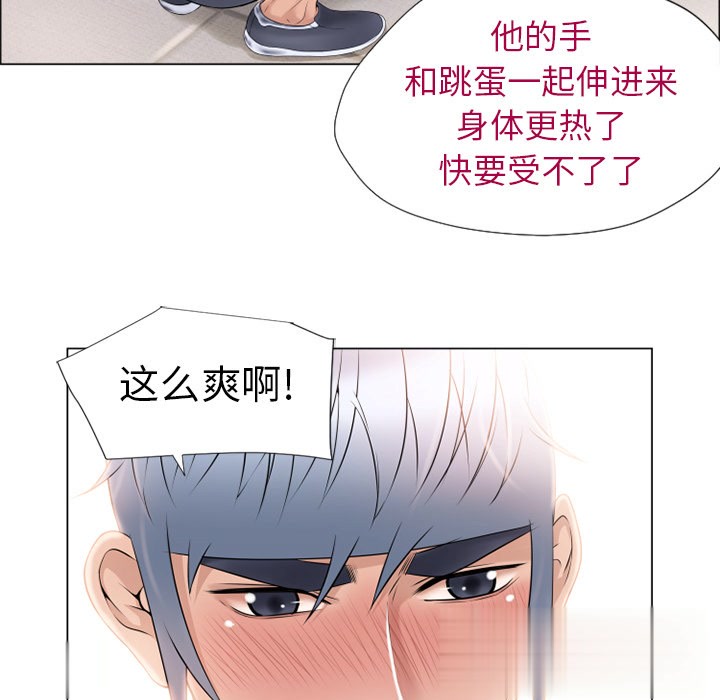 他的手
和跳蛋一起伸进来
身体更热了
快要受不了了
这么爽啊!